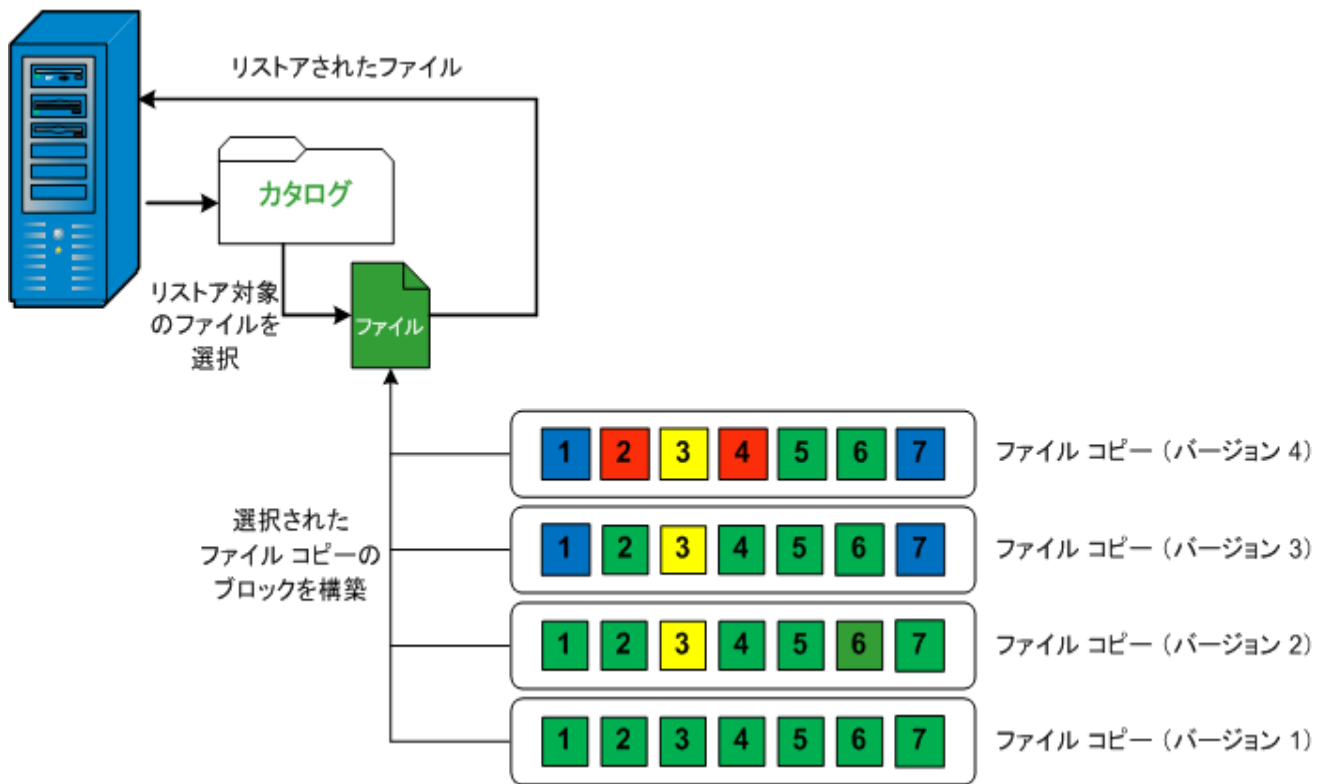 リストアされたファイル
カタログ
リストア対象
のファイルを
選択
ファイル
1 2 3 4 5 6 7
ファイル コピー (バージョン 4)
選択された
ファイル コピーの
ブロックを構築
1 2 3 4 5 6 7
ファイル コピー (バージョン 3)
1 2 3 4 5 6 7
ファイル コピー (バージョン 2)
1 2 3 4 5 6 7
ファイル コピー (バージョン 1)